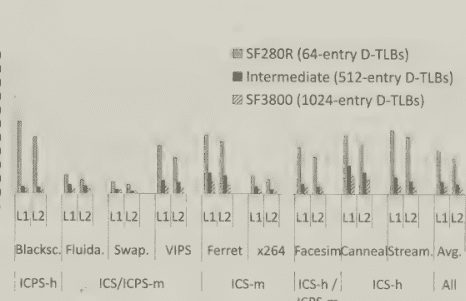 SF280R (64-entry D-TLBs)
Intermediate (512-entry D-TLBs)
SF3800 (1024-entry D-TLBs)
L1 L2 L1 L2 L1 L2 L1 L2 L1 L2 L1 L2 L1 L2 L1 L2 L1 L2 L1 L2
Blacksc. Fluida. Swap. VIPS Ferret x264 Facesim Canneal Stream. Avg.
ICPS-h ICS/ICPS-m ICS-m ICS-h / ICS-h All
ICPS-m